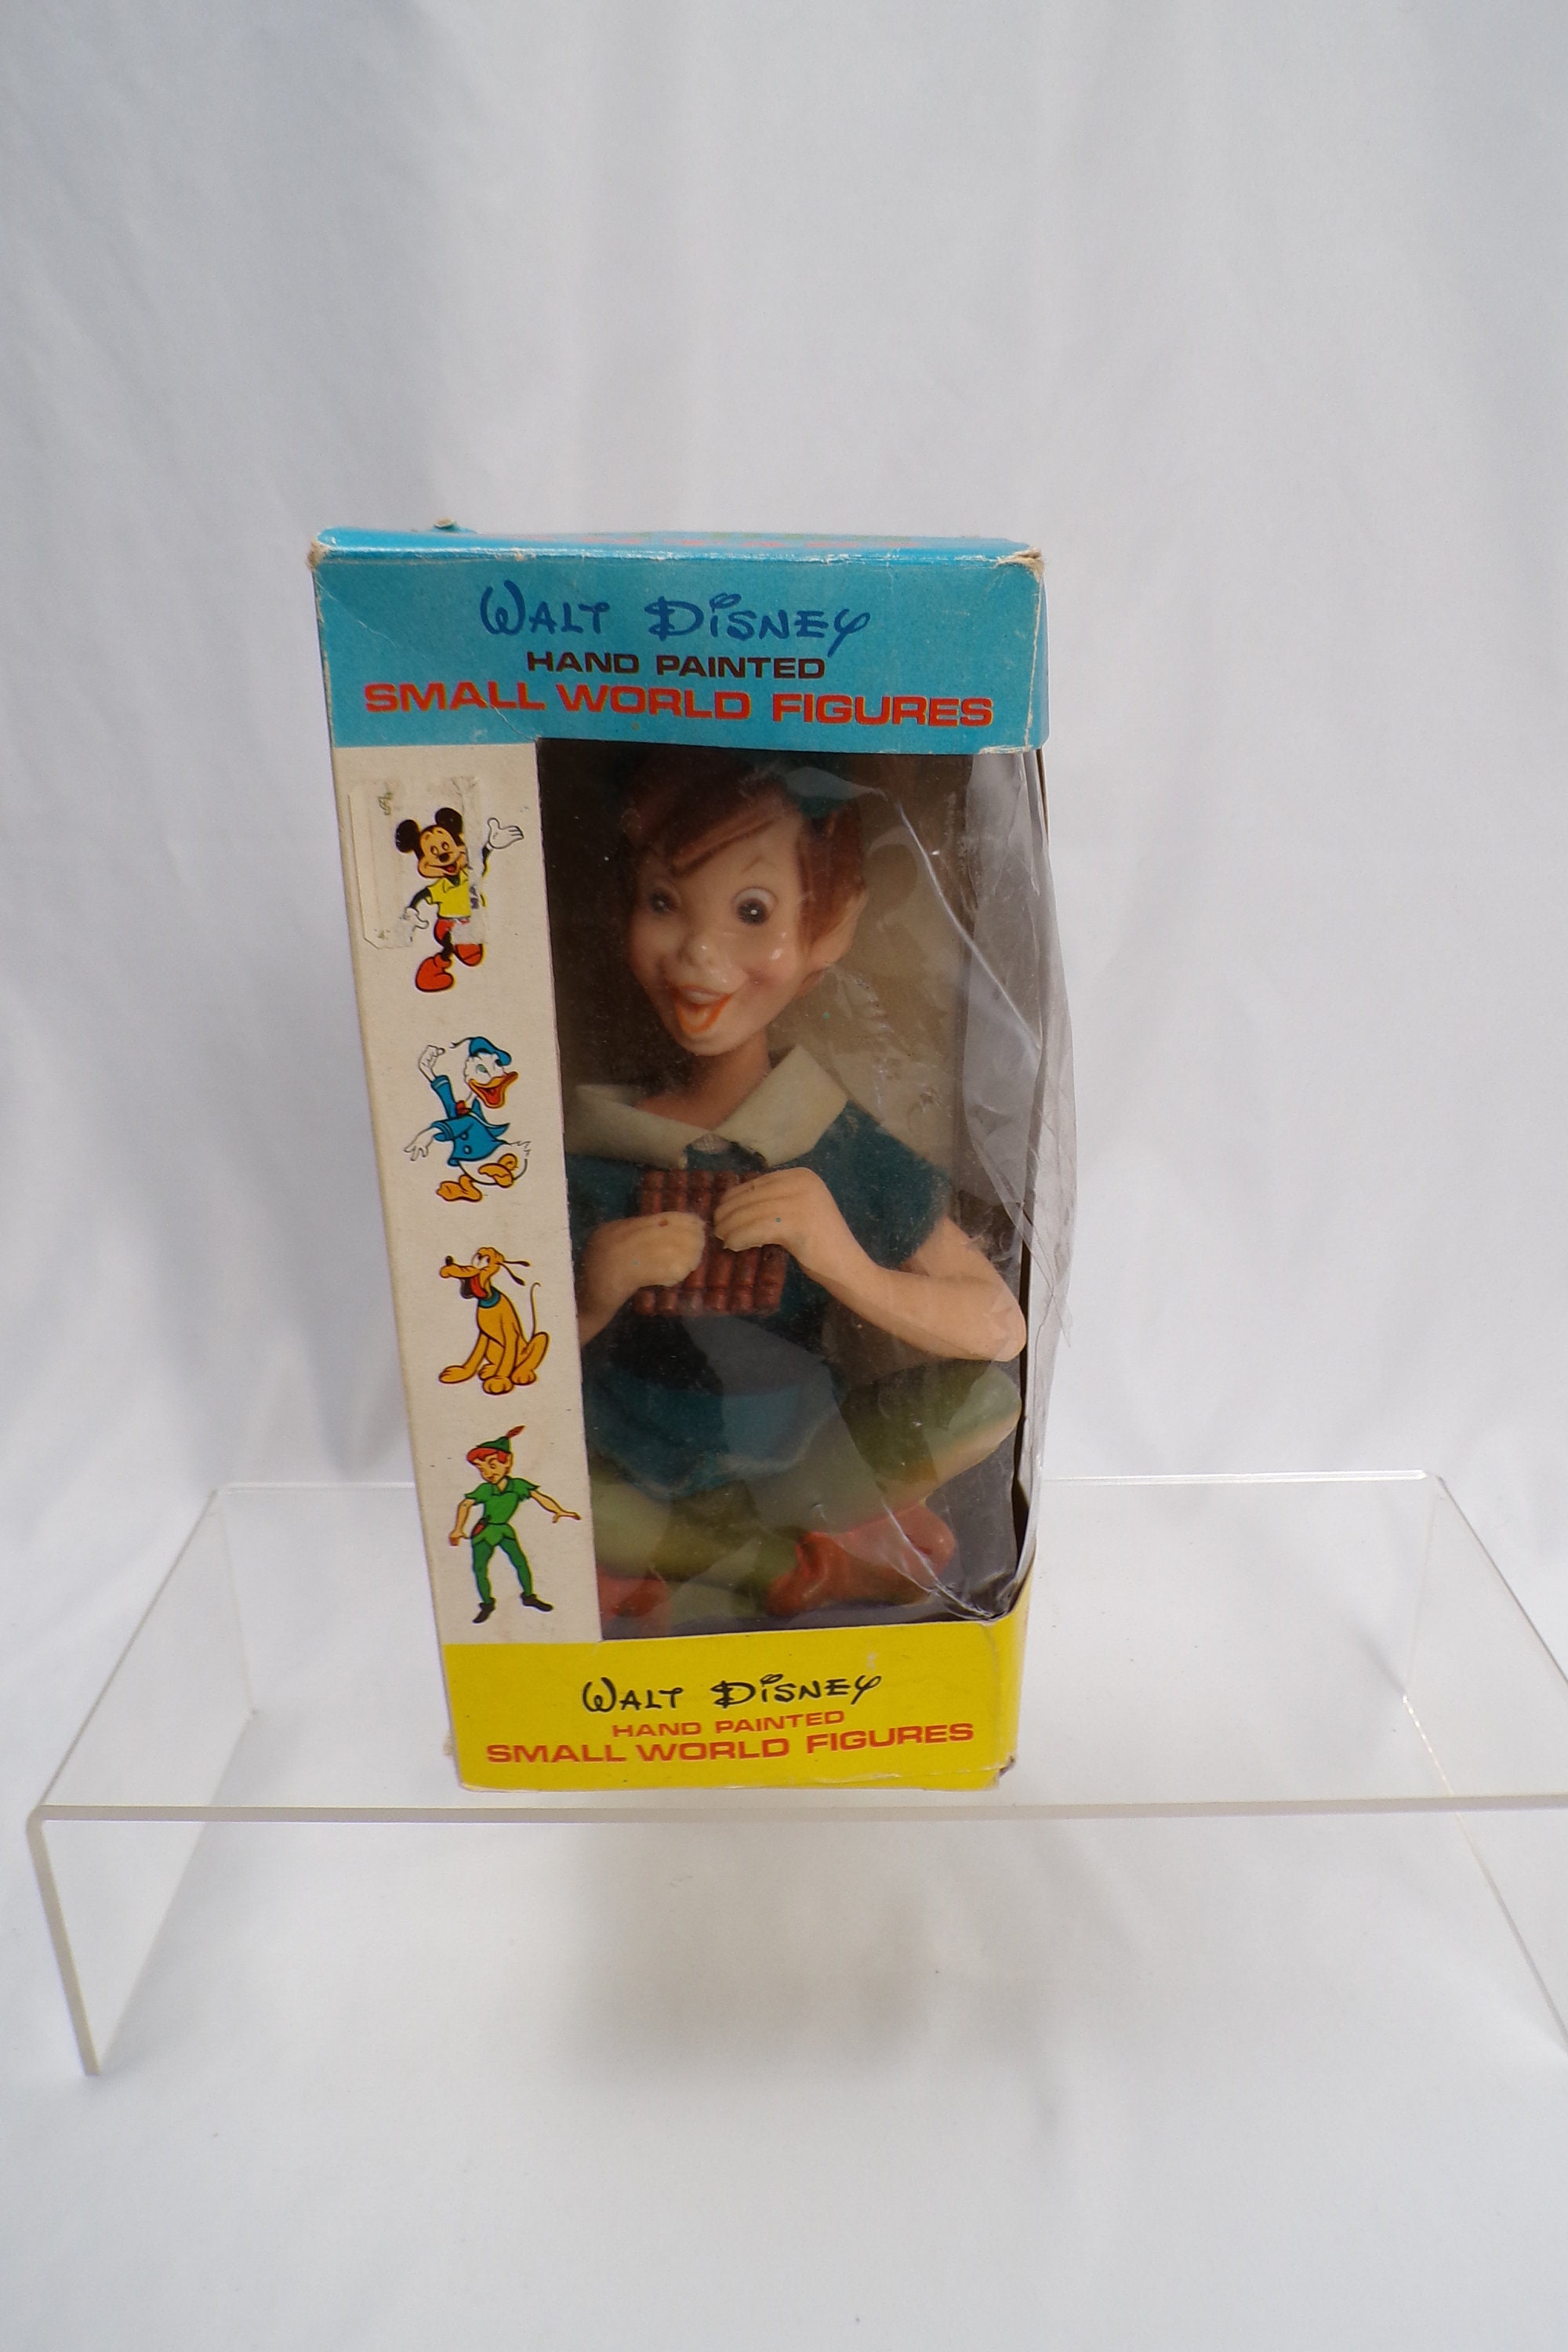 WALT DISNEY
HAND PAINTED
SMALL WORLD FIGURES
WALT DISNEY
HAND PAINTED
SMALL WORLD FIGURES